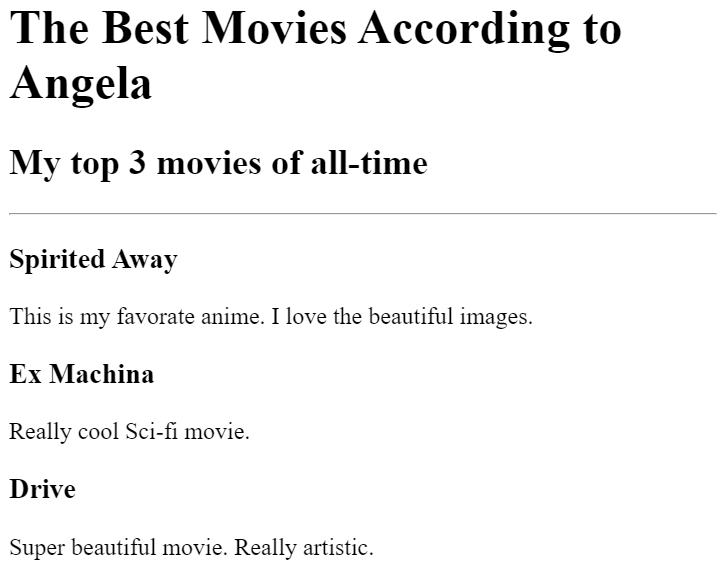 The Best Movies According to
Angela
My top 3 movies of all-time
Spirited Away
This is my favorate anime. I love the beautiful images.
Ex Machina
Really cool Sci-fi movie.
Drive
Super beautiful movie. Really artistic.